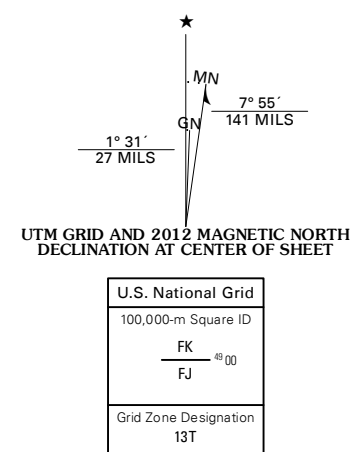 ★
MN
GN
7° 55´
141 MILS
1° 31´
27 MILS
UTM GRID AND 2012 MAGNETIC NORTH
DECLINATION AT CENTER OF SHEET
U.S. National Grid
100,000-m Square ID
FK
49 00
FJ
Grid Zone Designation
13T